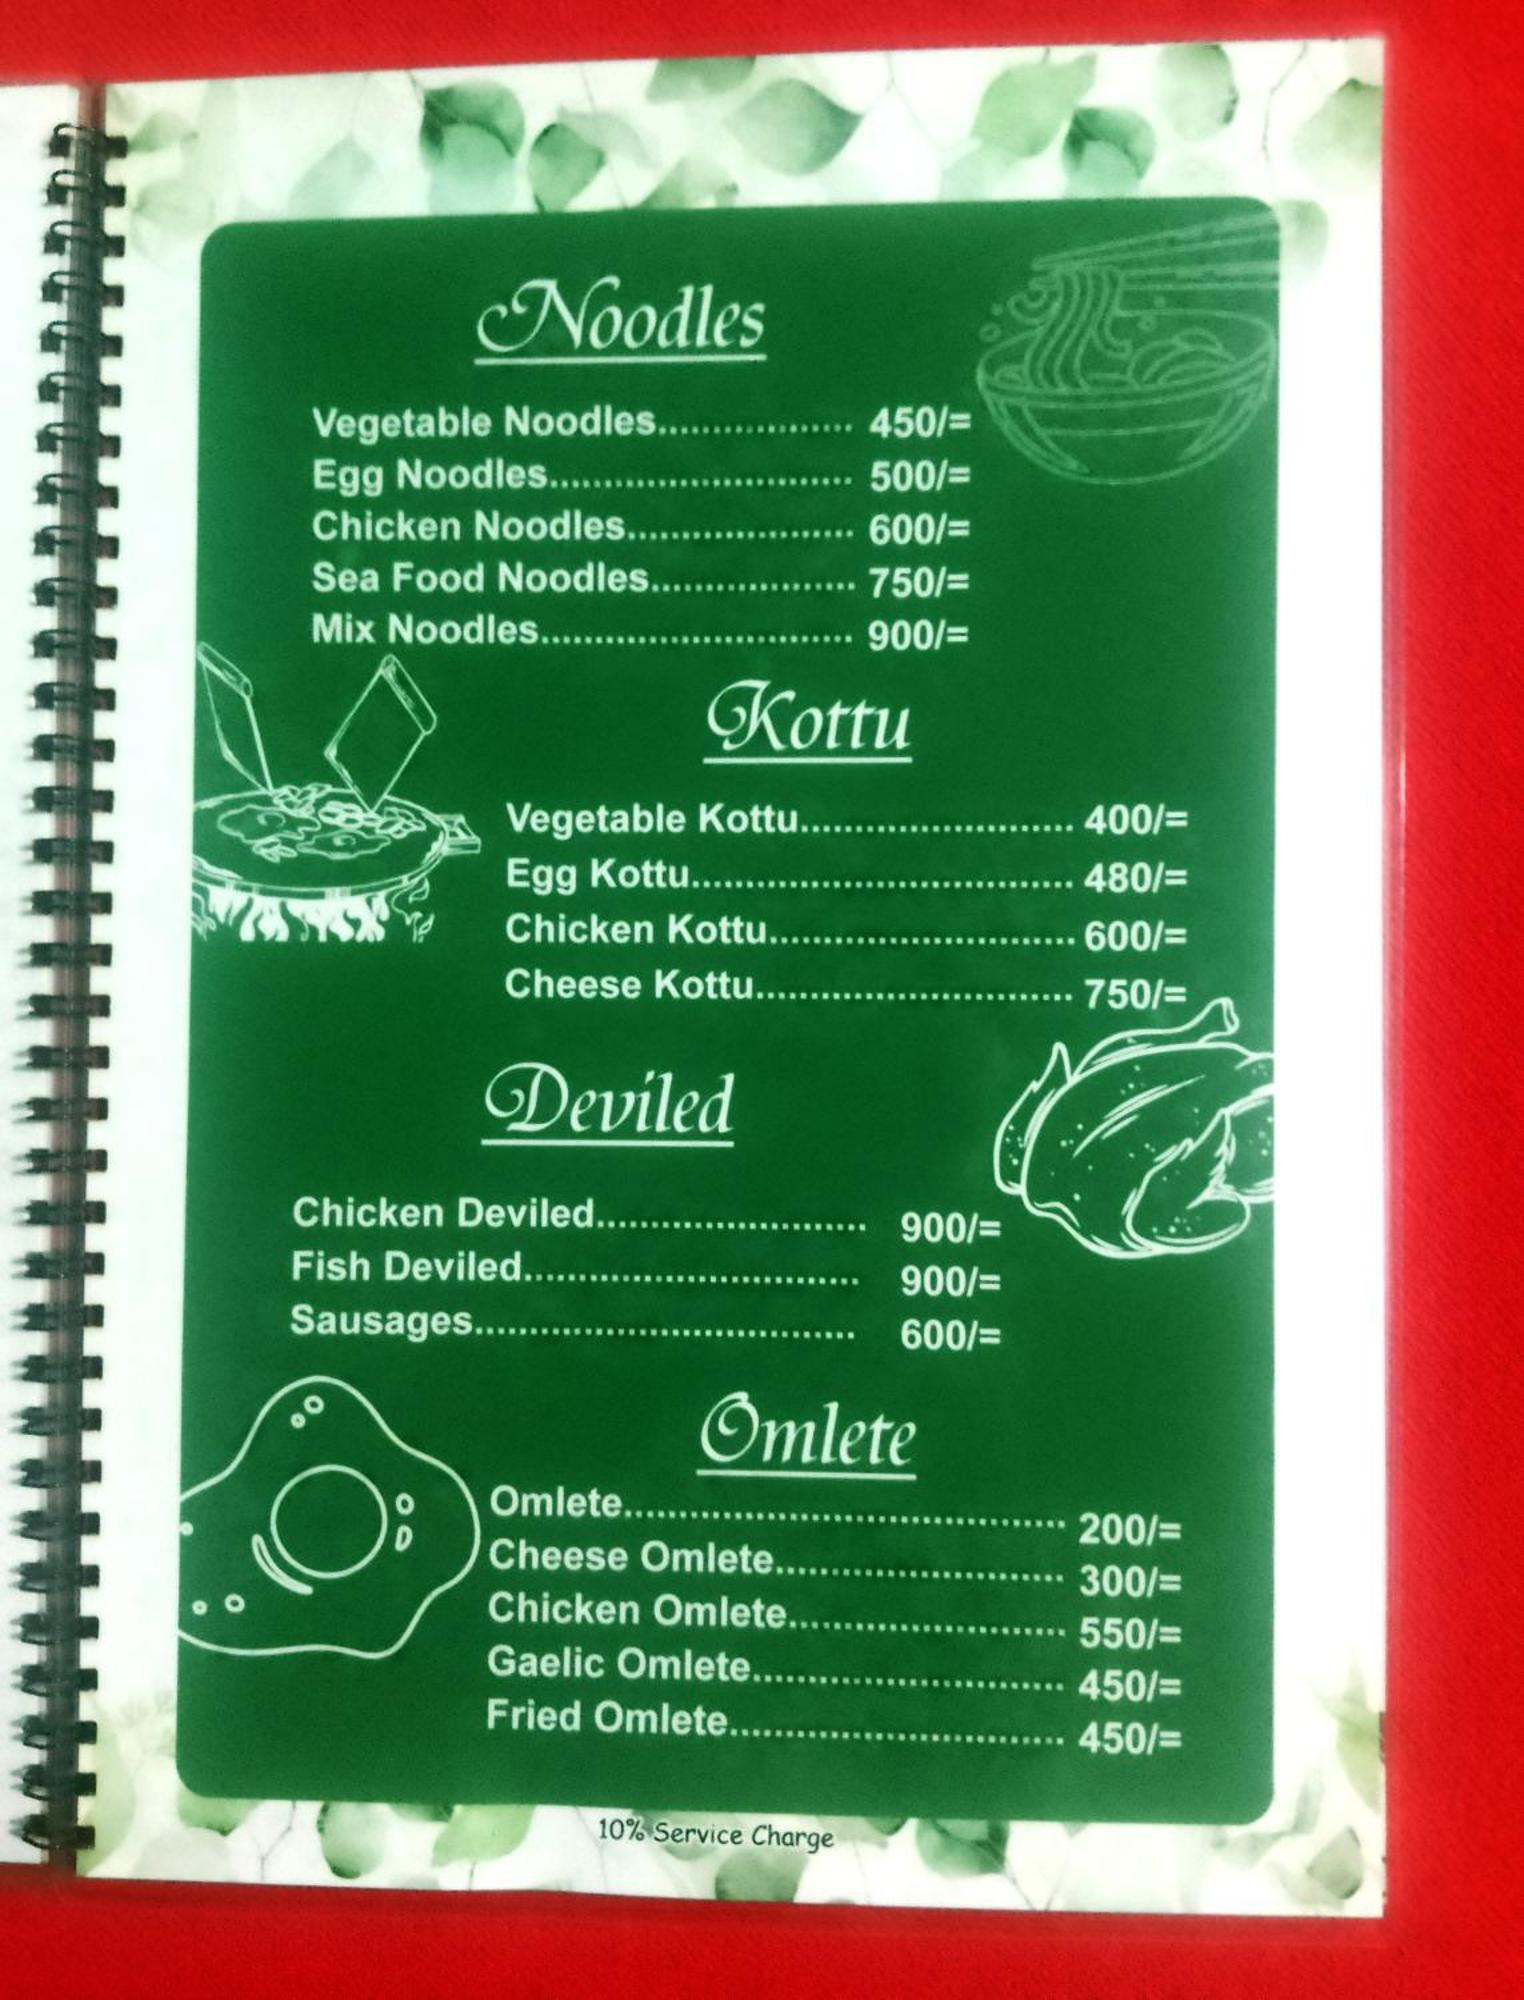 Noodles
Vegetable Noodles.................. 450/=
Egg Noodles............................ 500/=
Chicken Noodles..................... 600/=
Sea Food Noodles................... 750/=
Mix Noodles............................. 900/=
Kottu
Vegetable Kottu......................... 400/=
Egg Kottu................................... 480/=
Chicken Kottu............................ 600/=
Cheese Kottu............................. 750/=
Deviled
Chicken Deviled......................... 900/=
Fish Deviled............................... 900/=
Sausages................................... 600/=
Omlete
Omlete......................................... 200/=
Cheese Omlete........................... 300/=
Chicken Omlete.......................... 550/=
Gaelic Omlete............................. 450/=
Fried Omlete............................... 450/=
10% Service Charge